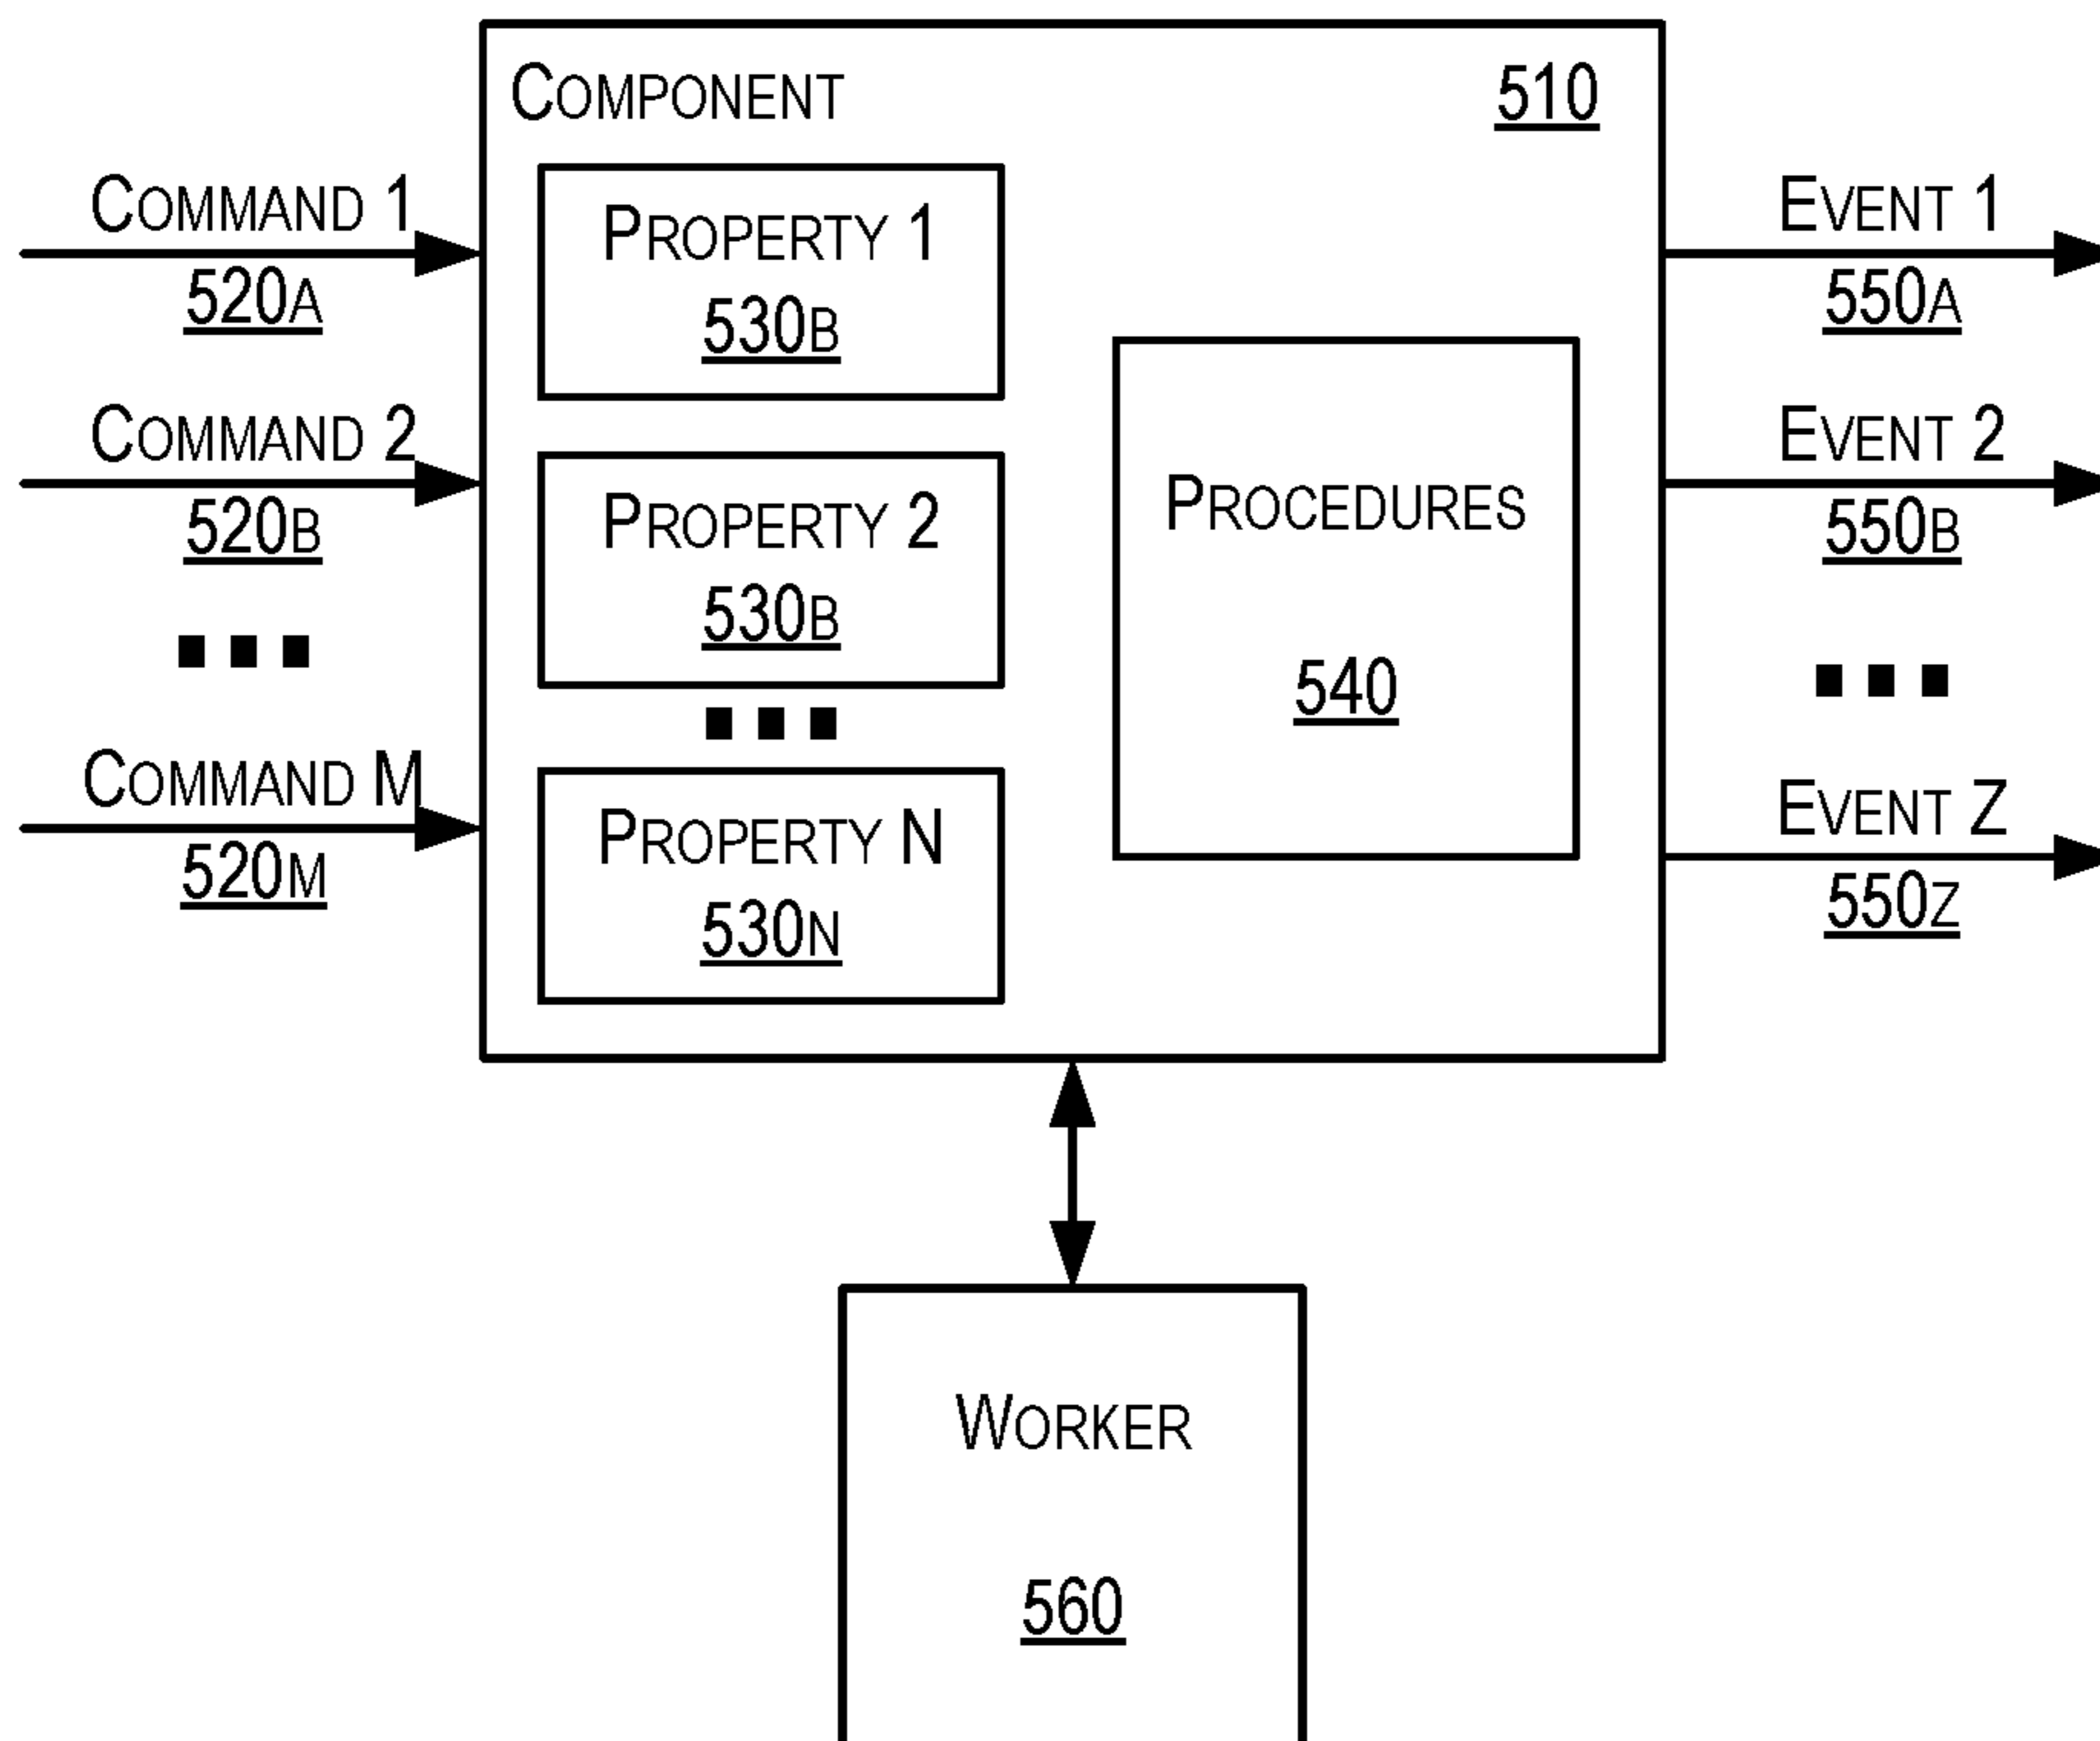 COMPONENT 510
COMMAND 1
520A
COMMAND 2
520B
COMMAND M
520M
PROPERTY 1
530B
PROPERTY 2
530B
PROPERTY N
530N
PROCEDURES
540
EVENT 1
550A
EVENT 2
550B
EVENT Z
550Z
WORKER
560